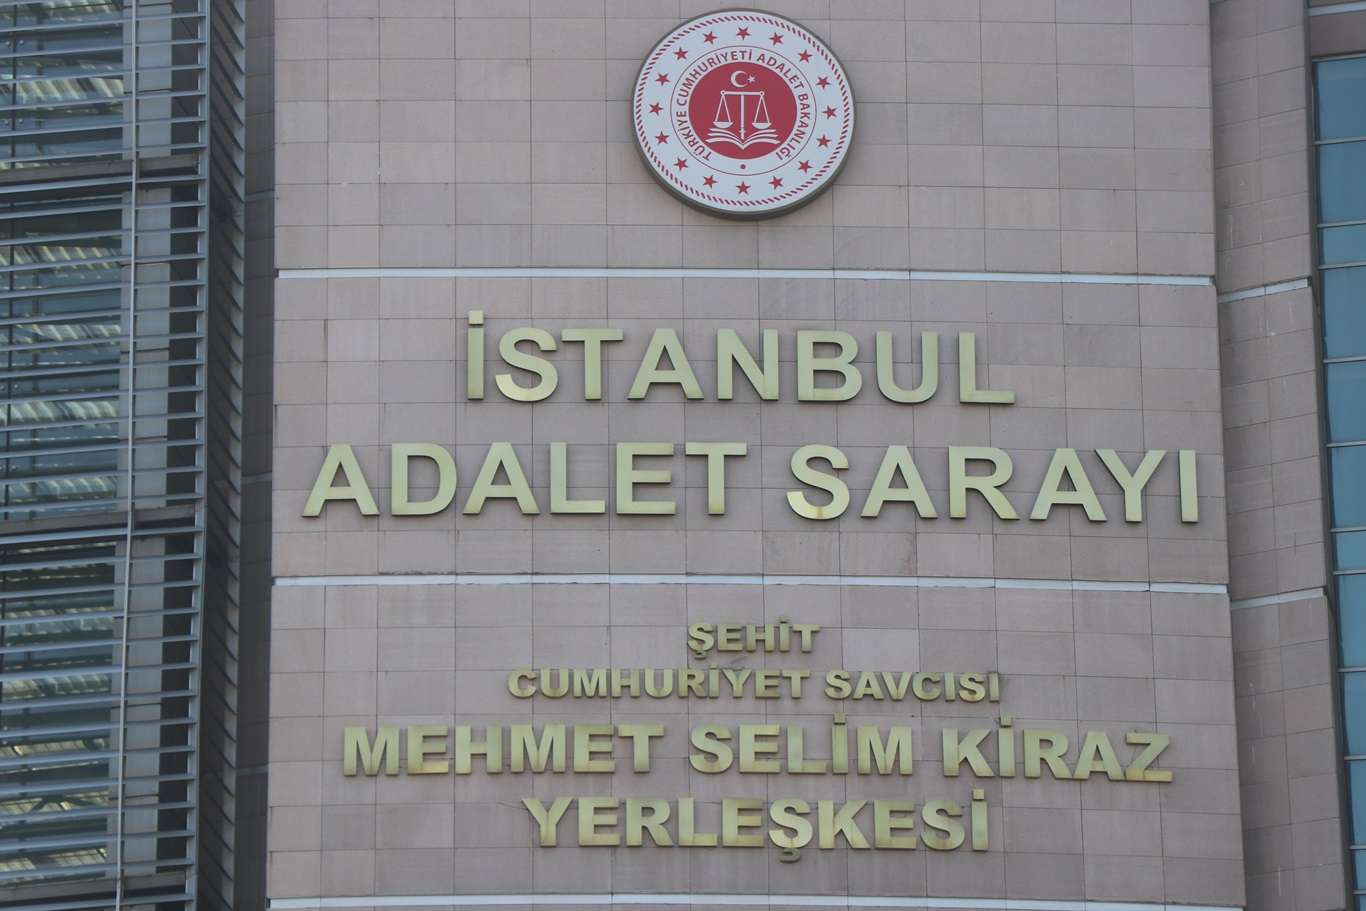 TÜRKİYE CUMHURİYETİ ADALET BAKANLIĞI
İSTANBUL
ADALET SARAYI
ŞEHİT
CUMHURİYET SAVCISI
MEHMET SELİM KİRAZ
YERLEŞKESİ